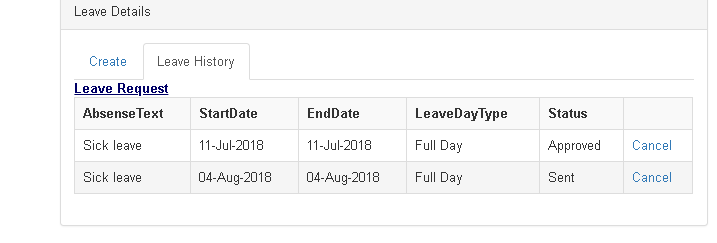 Leave Details
Create Leave History
Leave Request
AbsenseText StartDate EndDate LeaveDayType Status
Sick leave 11-Jul-2018 11-Jul-2018 Full Day Approved Cancel
Sick leave 04-Aug-2018 04-Aug-2018 Full Day Sent Cancel